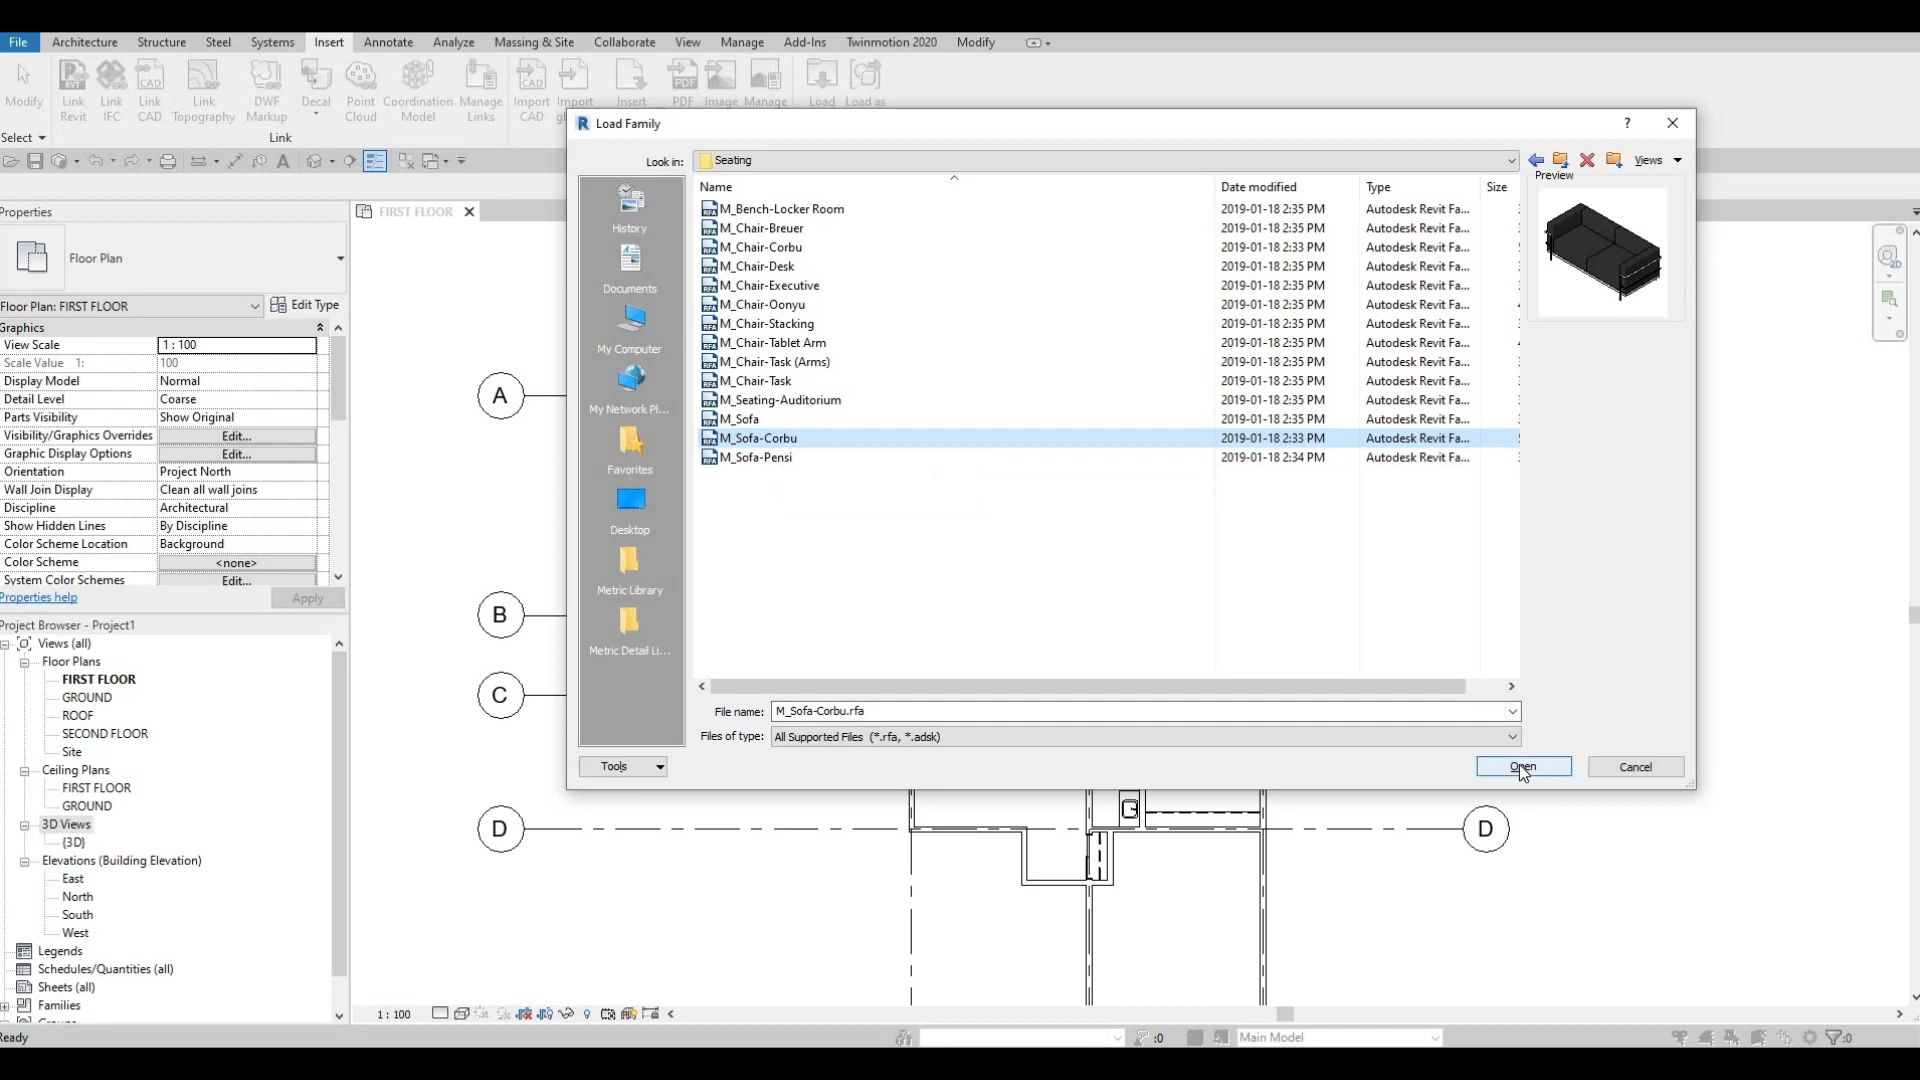 File Architecture Structure Steel Systems Insert Annotate Analyze Massing & Site Collaborate View Manage Add-Ins Twinmotion 2020 Modify
Modify Link Revit Link IFC Link CAD Link Topography DWF Markup Decal Point Cloud Coordination Model Manage Links Import CAD Import Insert PDF Image Manage Load Load as
Select Link
Properties
FIRST FLOOR
Floor Plan
Floor Plan: FIRST FLOOR Edit Type
Graphics
View Scale 1 : 100
Scale Value 1: 100
Display Model Normal
Detail Level Coarse
Parts Visibility Show Original
Visibility/Graphics Overrides Edit...
Graphic Display Options Edit...
Orientation Project North
Wall Join Display Clean all wall joins
Discipline Architectural
Show Hidden Lines By Discipline
Color Scheme Location Background
Color Scheme <none>
System Color Schemes Edit...
Properties help Apply
Project Browser - Project1
Views (all)
Floor Plans
FIRST FLOOR
GROUND
ROOF
SECOND FLOOR
Site
Ceiling Plans
FIRST FLOOR
GROUND
3D Views
{3D}
Elevations (Building Elevation)
East
North
South
West
Legends
Schedules/Quantities (all)
Sheets (all)
Families
Ready
Load Family
Look in: Seating Views
Preview
History
Documents
My Computer
My Network Pl...
Favorites
Desktop
Metric Library
Metric Detail Li...
Name Date modified Type Size
M_Bench-Locker Room 2019-01-18 2:35 PM Autodesk Revit Fa...
M_Chair-Breuer 2019-01-18 2:35 PM Autodesk Revit Fa...
M_Chair-Corbu 2019-01-18 2:33 PM Autodesk Revit Fa...
M_Chair-Desk 2019-01-18 2:35 PM Autodesk Revit Fa...
M_Chair-Executive 2019-01-18 2:35 PM Autodesk Revit Fa...
M_Chair-Oonyu 2019-01-18 2:35 PM Autodesk Revit Fa...
M_Chair-Stacking 2019-01-18 2:35 PM Autodesk Revit Fa...
M_Chair-Tablet Arm 2019-01-18 2:35 PM Autodesk Revit Fa...
M_Chair-Task (Arms) 2019-01-18 2:35 PM Autodesk Revit Fa...
M_Chair-Task 2019-01-18 2:35 PM Autodesk Revit Fa...
M_Seating-Auditorium 2019-01-18 2:35 PM Autodesk Revit Fa...
M_Sofa 2019-01-18 2:35 PM Autodesk Revit Fa...
M_Sofa-Corbu 2019-01-18 2:33 PM Autodesk Revit Fa...
M_Sofa-Pensi 2019-01-18 2:34 PM Autodesk Revit Fa...
File name: M_Sofa-Corbu.rfa
Files of type: All Supported Files (*.rfa, *.adsk)
Tools Open Cancel
A
B
C
D D
1 : 100
:0 Main Model :0